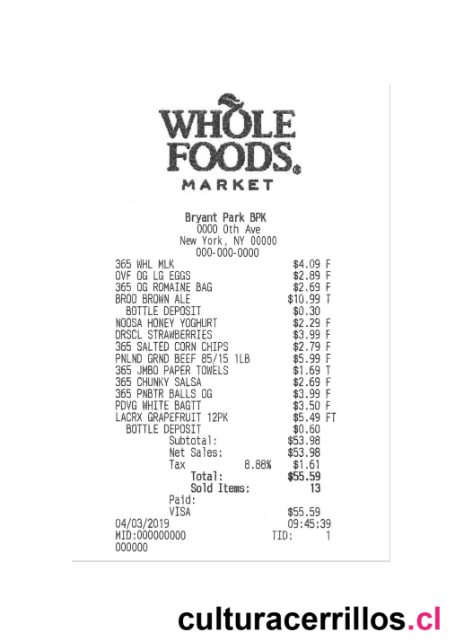 WHOLE
FOODS®
MARKET
Bryant Park BPK
0000 0th Ave
New York, NY 00000
000-000-0000
365 WHL MLK $4.09 F
OVF OG LG EGGS $2.89 F
365 OG ROMAINE BAG $2.69 F
BROO BROWN ALE $10.99 T
BOTTLE DEPOSIT $0.30
NOOSA HONEY YOGHURT $2.29 F
DRSCL STRAWBERRIES $3.99 F
365 SALTED CORN CHIPS $2.79 F
PNLND GRND BEEF 85/15 1LB $5.99 F
365 JMBO PAPER TOWELS $1.69 T
365 CHUNKY SALSA $2.69 F
365 PNBTR BALLS OG $3.99 F
PDVG WHITE BAGTT $3.50 F
LACRX GRAPEFRUIT 12PK $5.49 FT
BOTTLE DEPOSIT $0.60
Subtotal: $53.98
Net Sales: $53.98
Tax 8.88% $1.61
Total: $55.59
Sold Items: 13
Paid:
VISA $55.59
04/03/2019 09:45:39
MID:000000000 TID: 1
000000
culturacerrillos.cl